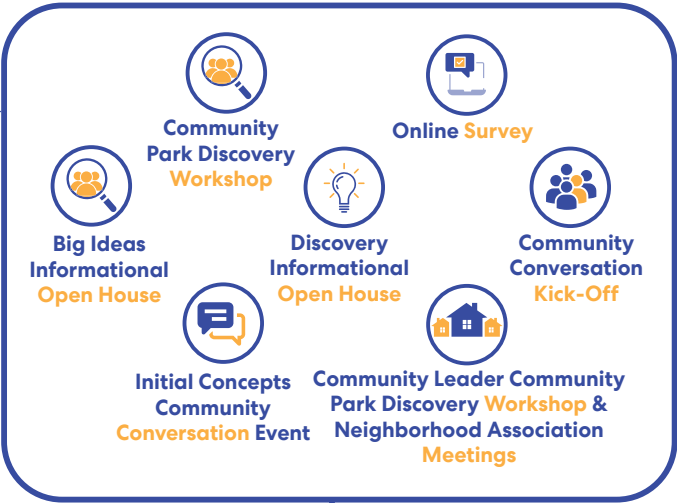 Community
Park Discovery
Workshop
Online Survey
Big Ideas
Informational
Open House
Discovery
Informational
Open House
Community
Conversation
Kick-Off
Initial Concepts
Community
Conversation Event
Community Leader Community
Park Discovery Workshop &
Neighborhood Association
Meetings